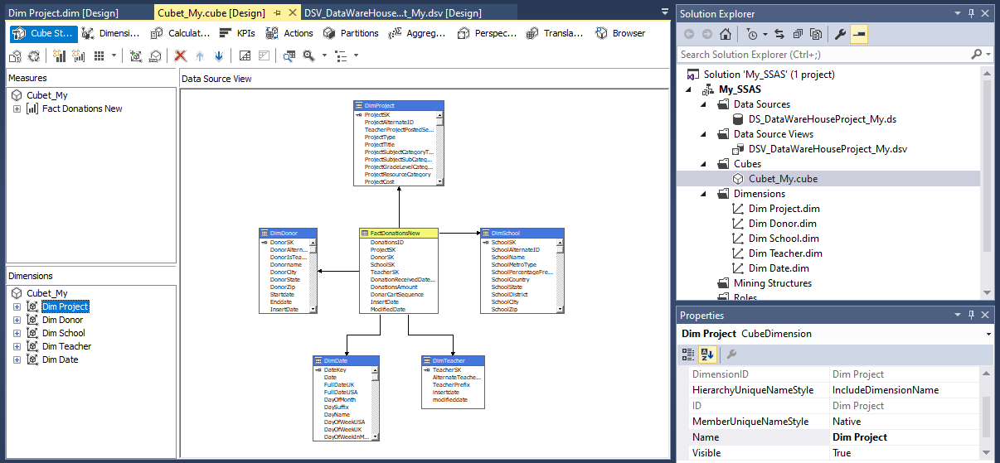 Dim Project.dim [Design]
Cubet_My.cube [Design]
DSV_DataWareHouse...t_My.dsv [Design]
Cube St...
Dimensi...
Calculat...
KPIs
Actions
Partitions
Aggreg...
Perspec...
Transla...
Browser
Measures
Cubet_My
Fact Donations New
Dimensions
Cubet_My
Dim Project
Dim Donor
Dim School
Dim Teacher
Dim Date
Data Source View
DimProject
ProjectSK
ProjectAlternateID
TeacherProjectPostedSe...
ProjectType
ProjectTitle
ProjectSubjectCategoryT...
ProjectSubjectSubCateg...
ProjectGradeLevelCateg...
ProjectResourceCategory
ProjectCost
DimDonor
DonorSK
DonorAltern...
DonorIsTea...
Donorname
DonorCity
DonorState
DonorZip
Startdate
Enddate
InsertDate
FactDonationsNew
DonationsID
ProjectSK
DonorSK
SchoolSK
TeacherSK
DonationReceivedDate...
DonationsAmount
DonarCartSequence
InsertDate
ModifiedDate
DimSchool
SchoolSK
SchoolAlternateID
SchoolName
SchoolMetroType
SchoolPercentageFre...
SchoolCountry
SchoolState
SchoolDistrict
SchoolCity
SchoolZip
DimDate
DateKey
Date
FullDateUK
FullDateUSA
DayOfMonth
DaySuffix
DayName
DayOfWeekUSA
DayOfWeekUK
DayOfWeekInM...
DimTeacher
TeacherSK
AlternateTeache...
TeacherPrefix
insertdate
modifieddate
Solution Explorer
Search Solution Explorer (Ctrl+;)
Solution 'My_SSAS' (1 project)
My_SSAS
Data Sources
DS_DataWareHouseProject_My.ds
Data Source Views
DSV_DataWareHouseProject_My.dsv
Cubes
Cubet_My.cube
Dimensions
Dim Project.dim
Dim Donor.dim
Dim School.dim
Dim Teacher.dim
Dim Date.dim
Mining Structures
Roles
Properties
Dim Project CubeDimension
DimensionID Dim Project
HierarchyUniqueNameStyle IncludeDimensionName
ID Dim Project
MemberUniqueNameStyle Native
Name Dim Project
Visible True